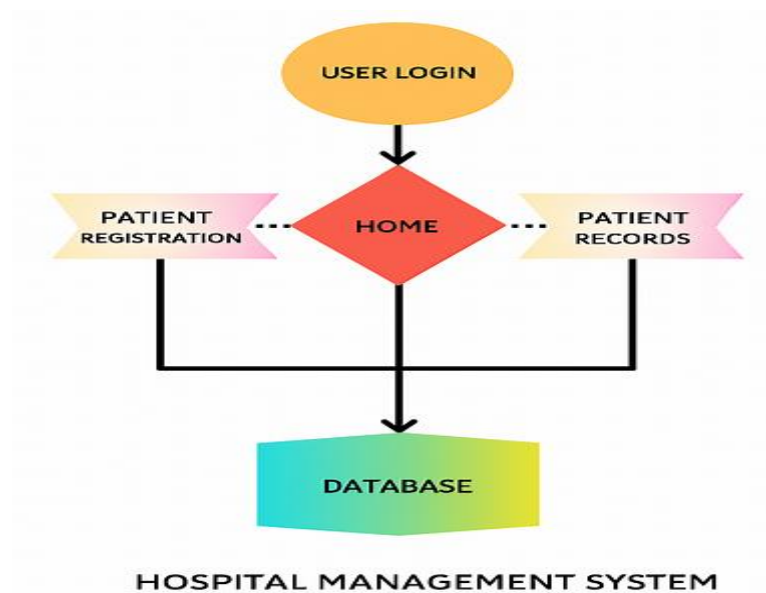 USER LOGIN
PATIENT
REGISTRATION
HOME
PATIENT
RECORDS
DATABASE
HOSPITAL MANAGEMENT SYSTEM